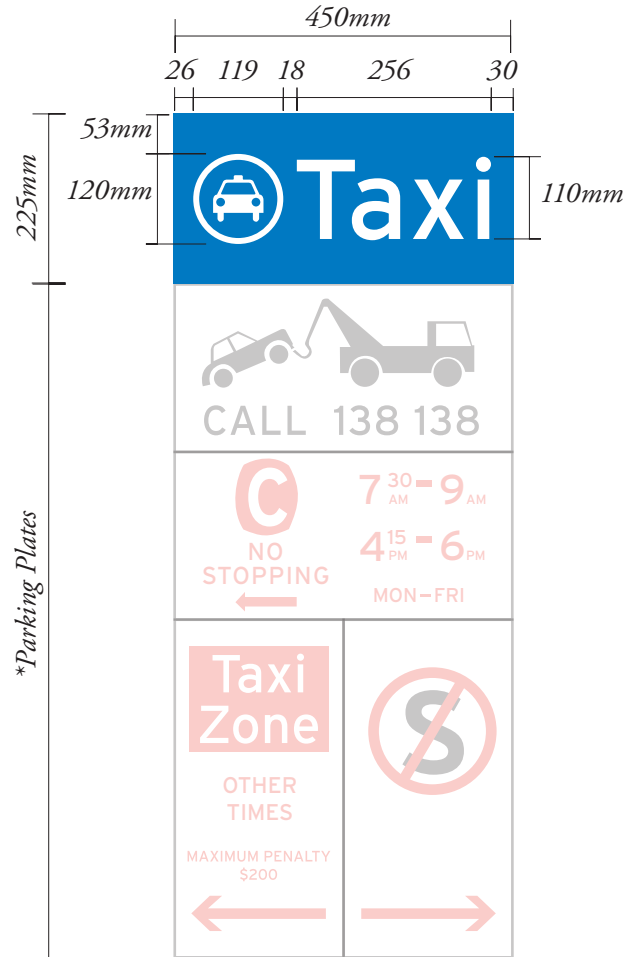 450mm
26 119 18 256 30
53mm
225mm
120mm
Taxi
110mm
CALL 138 138
*Parking Plates
C
NO
STOPPING
7 30 AM - 9 AM
4 15 PM - 6 PM
MON-FRI
Taxi
Zone
OTHER
TIMES
MAXIMUM PENALTY
$200
S